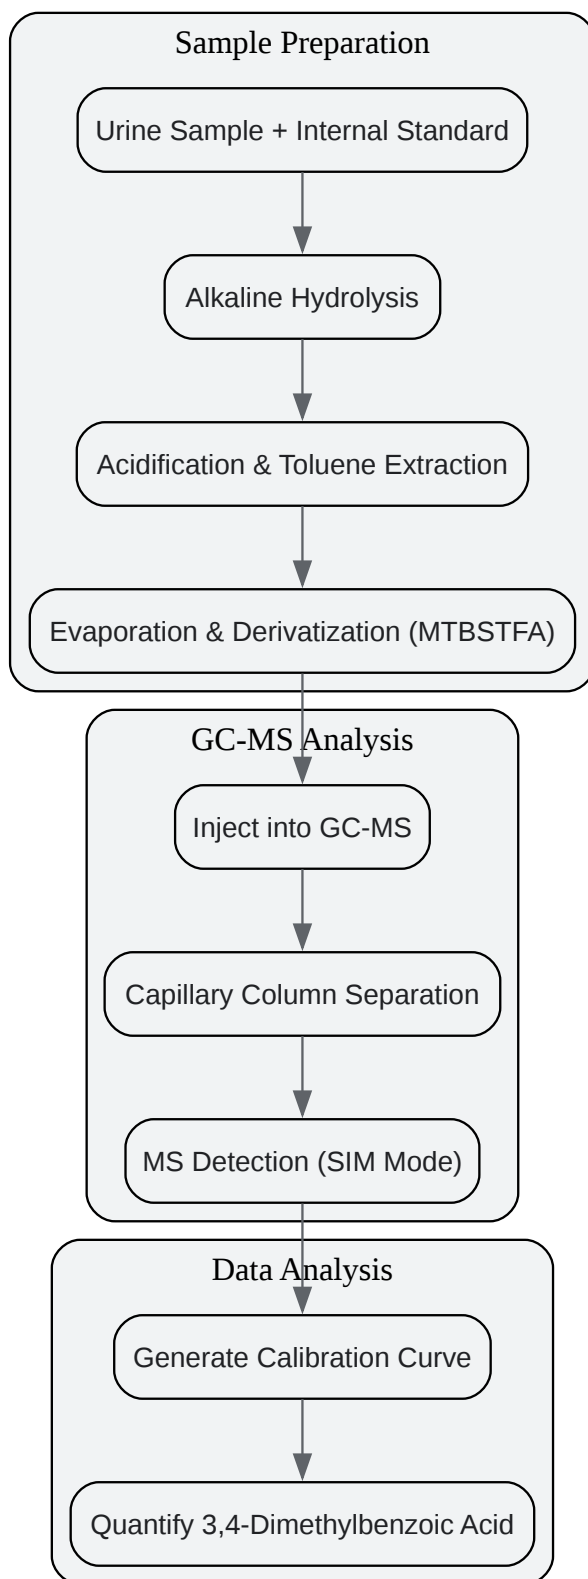 Sample Preparation
Urine Sample + Internal Standard
Alkaline Hydrolysis
Acidification & Toluene Extraction
Evaporation & Derivatization (MTBSTFA)
GC-MS Analysis
Inject into GC-MS
Capillary Column Separation
MS Detection (SIM Mode)
Data Analysis
Generate Calibration Curve
Quantify 3,4-Dimethylbenzoic Acid